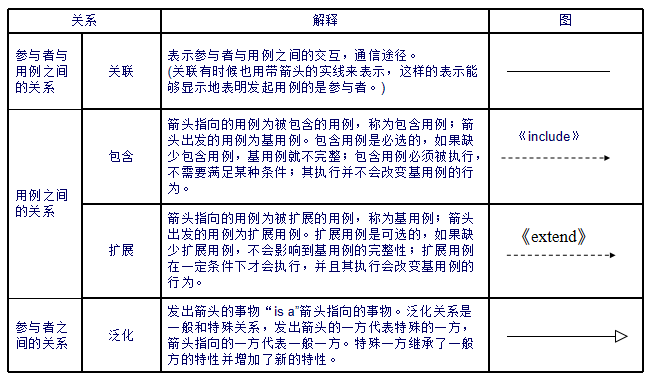 关系
解释
图
参与者与
用例之间
的关系
关联
表示参与者与用例之间的交互，通信途径。
(关联有时候也用带箭头的实线来表示，这样的表示能
够显示地表明发起用例的是参与者。)
用例之间
的关系
包含
箭头指向的用例为被包含的用例，称为包含用例；箭
头出发的用例为基用例。包含用例是必选的，如果缺
少包含用例，基用例就不完整；包含用例必须被执行，
不需要满足某种条件；其执行并不会改变基用例的行
为。
《include》
扩展
箭头指向的用例为被扩展的用例，称为基用例；箭头
出发的用例为扩展用例。扩展用例是可选的，如果缺
少扩展用例，不会影响到基用例的完整性；扩展用例
在一定条件下才会执行，并且其执行会改变基用例的
行为。
《extend》
参与者之
间的关系
泛化
发出箭头的事物“is a”箭头指向的事物。泛化关系是
一般和特殊关系，发出箭头的一方代表特殊的一方，
箭头指向的一方代表一般一方。特殊一方继承了一般
方的特性并增加了新的特性。